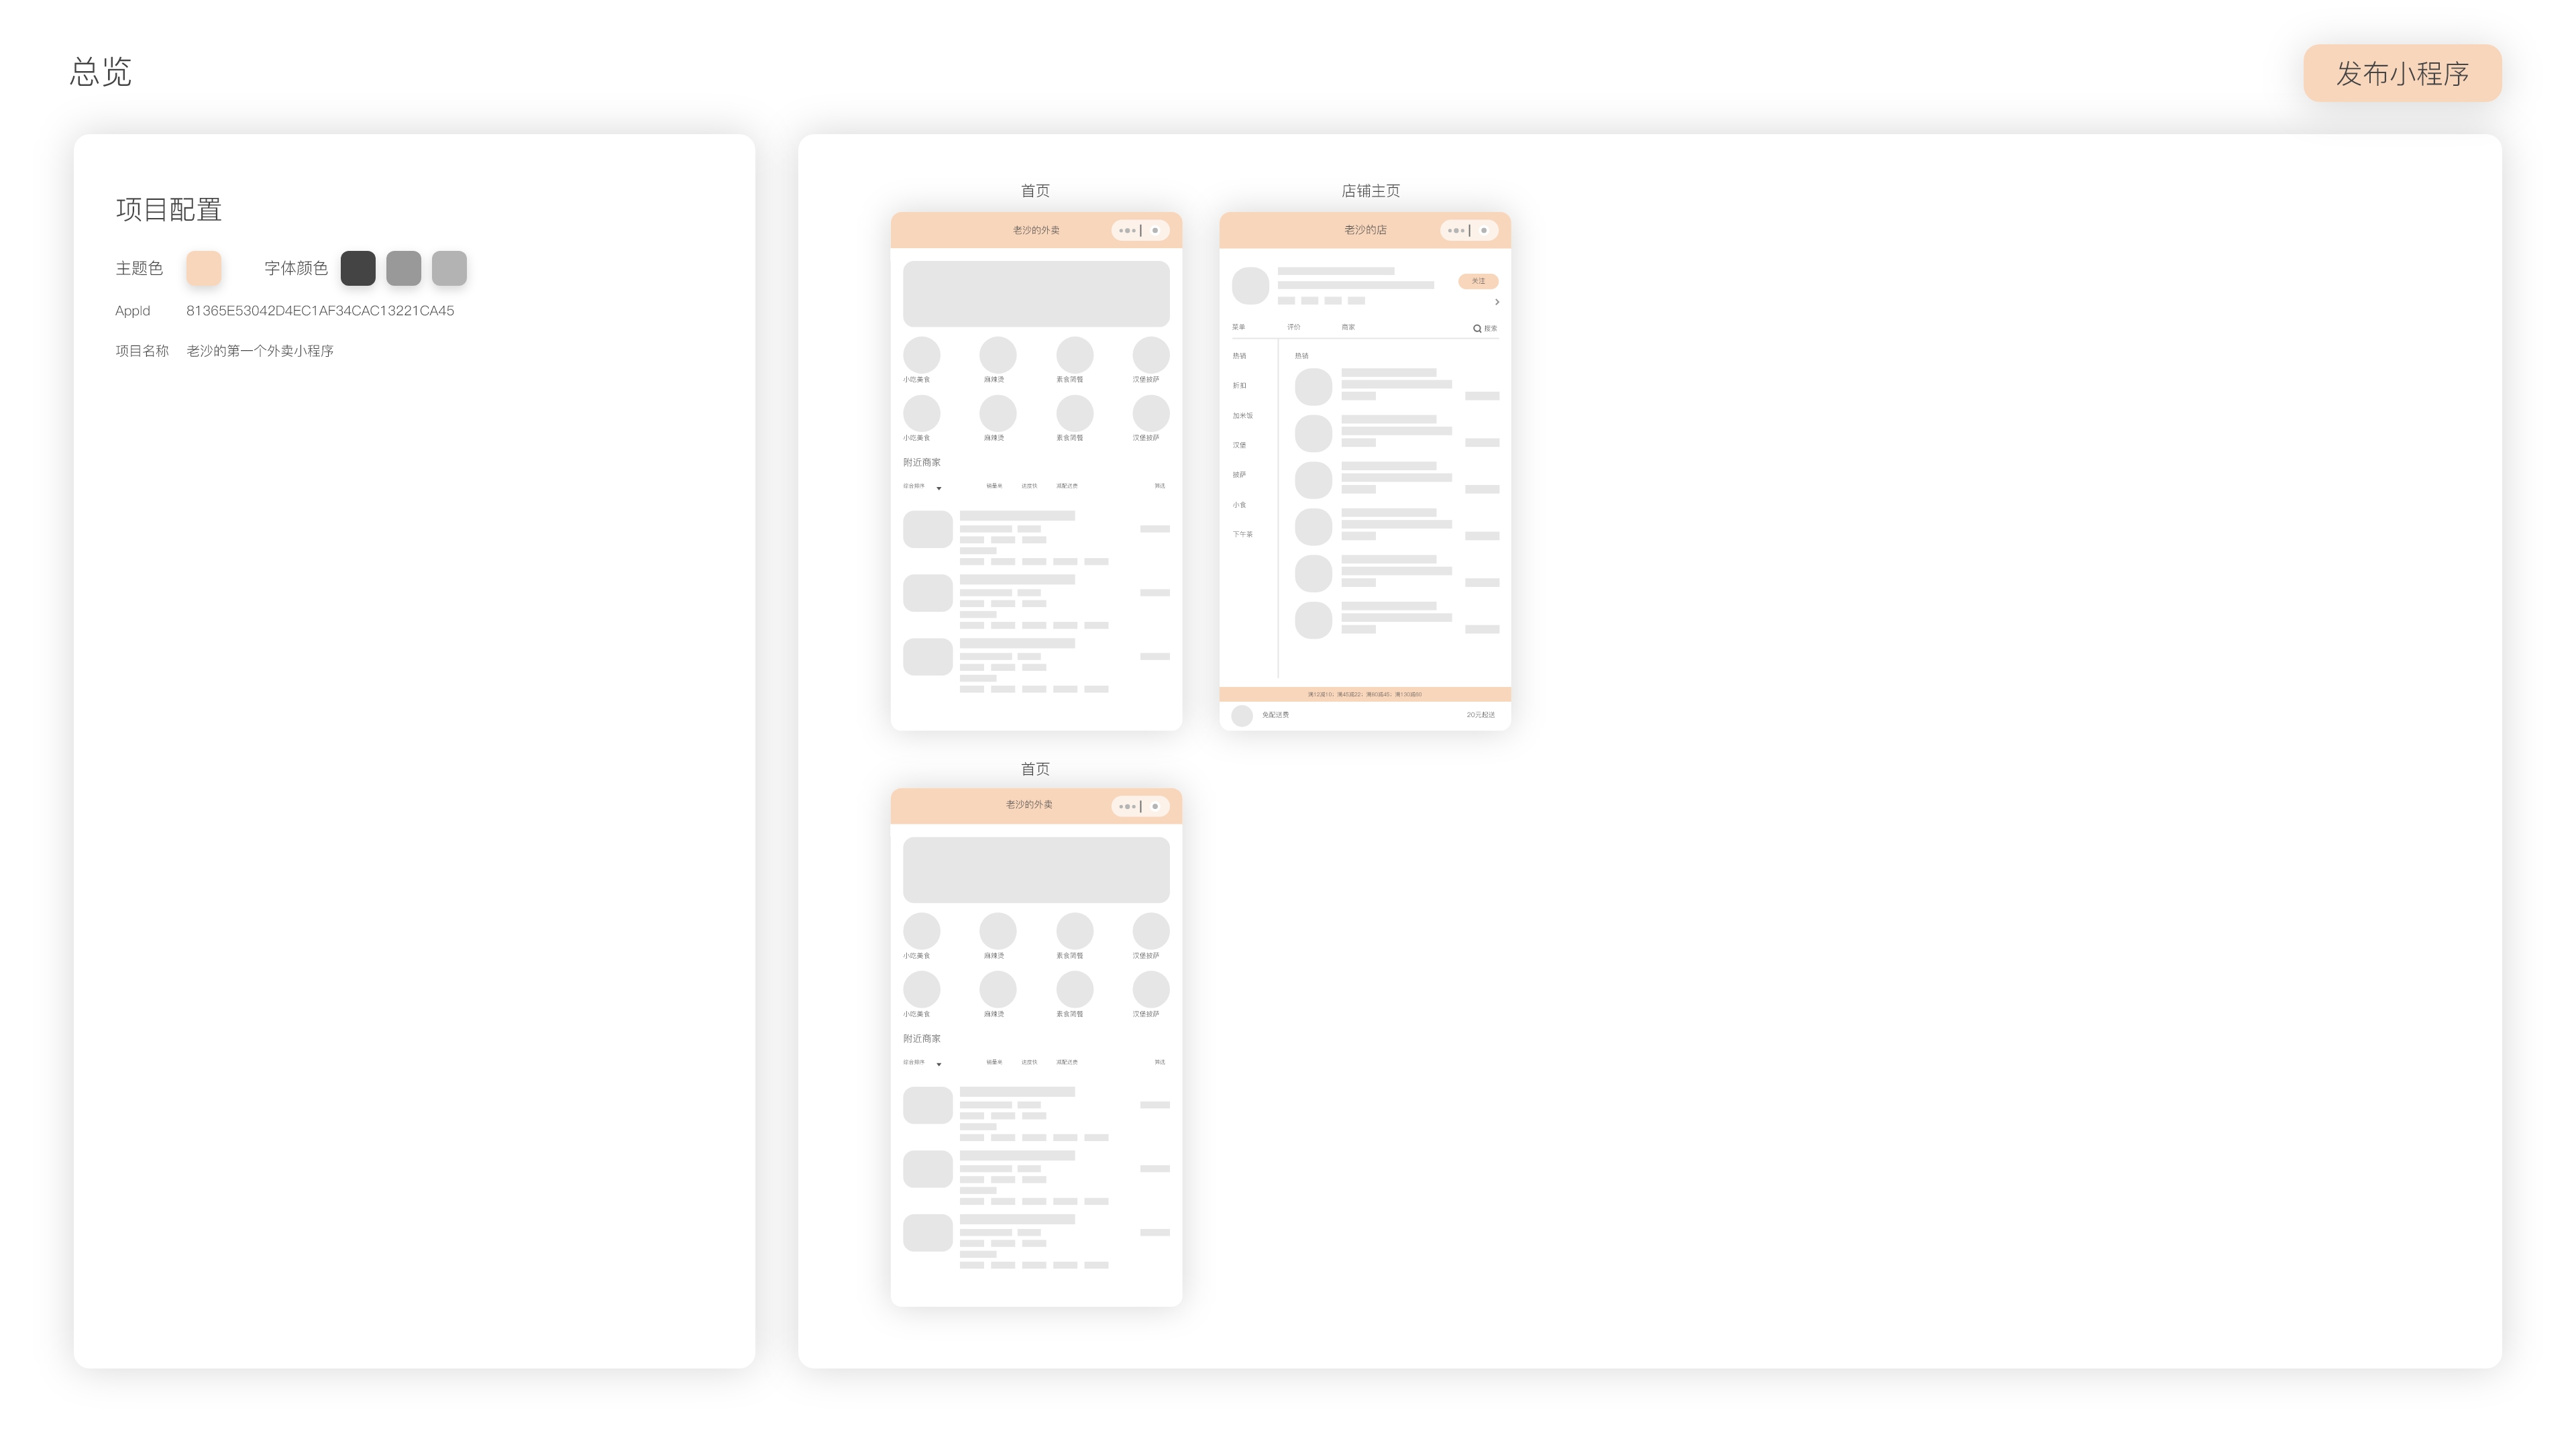 总览
发布小程序
项目配置
主题色
字体颜色
AppId
81365E53042D4EC1AF34CAC13221CA45
项目名称
老沙的第一个外卖小程序
首页
老沙的外卖
小吃美食
麻辣烫
素食简餐
汉堡披萨
小吃美食
麻辣烫
素食简餐
汉堡披萨
附近商家
综合排序
销量高
速度快
减配送费
筛选
店铺主页
老沙的店
关注
菜单
评价
商家
搜索
热销
折扣
加米饭
汉堡
披萨
小食
下午茶
热销
免配送费
20元起送
首页
老沙的外卖
小吃美食
麻辣烫
素食简餐
汉堡披萨
小吃美食
麻辣烫
素食简餐
汉堡披萨
附近商家
综合排序
销量高
速度快
减配送费
筛选